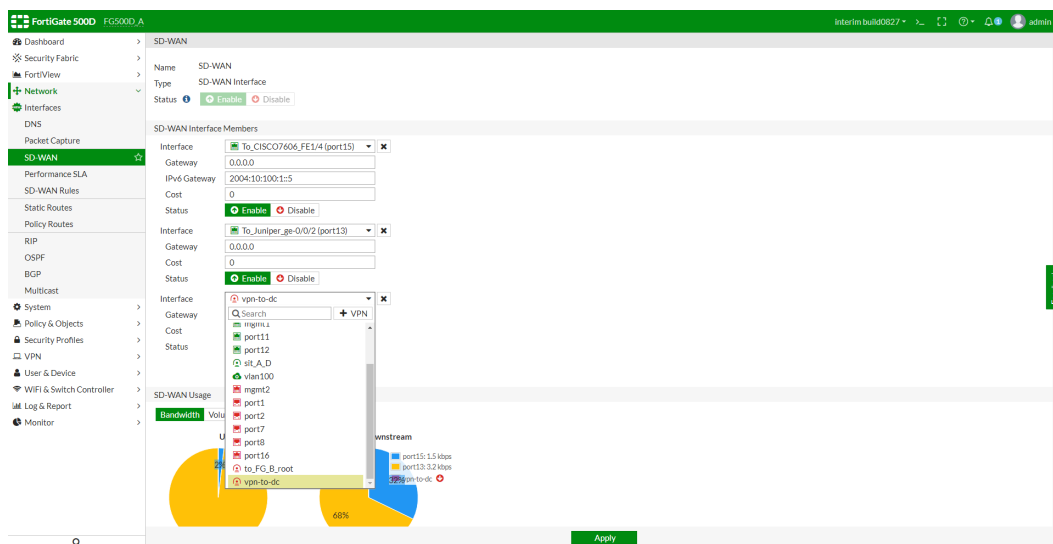 FortiGate 500D FG500D_A
interim build0827
admin
Dashboard
Security Fabric
FortiView
Network
Interfaces
DNS
Packet Capture
SD-WAN
Performance SLA
SD-WAN Rules
Static Routes
Policy Routes
RIP
OSPF
BGP
Multicast
System
Policy & Objects
Security Profiles
VPN
User & Device
WiFi & Switch Controller
Log & Report
Monitor
SD-WAN
Name SD-WAN
Type SD-WAN Interface
Status Enable Disable
SD-WAN Interface Members
Interface To_CISCO7606_FE1/4 (port15)
Gateway 0.0.0.0
IPv6 Gateway 2004:10:100:1::5
Cost 0
Status Enable Disable
Interface To_Juniper_ge-0/0/2 (port13)
Gateway 0.0.0.0
Cost 0
Status Enable Disable
Interface vpn-to-dc
Gateway
Cost
Status
Search + VPN
mgmt1
port11
port12
sit_A_D
vlan100
mgmt2
port1
port2
port7
port8
port16
to_FG_B_root
vpn-to-dc
SD-WAN Usage
Bandwidth Volu
U
wnstream
2%
port15: 1.5 kbps
port13: 3.2 kbps
vpn-to-dc
32%
68%
Apply